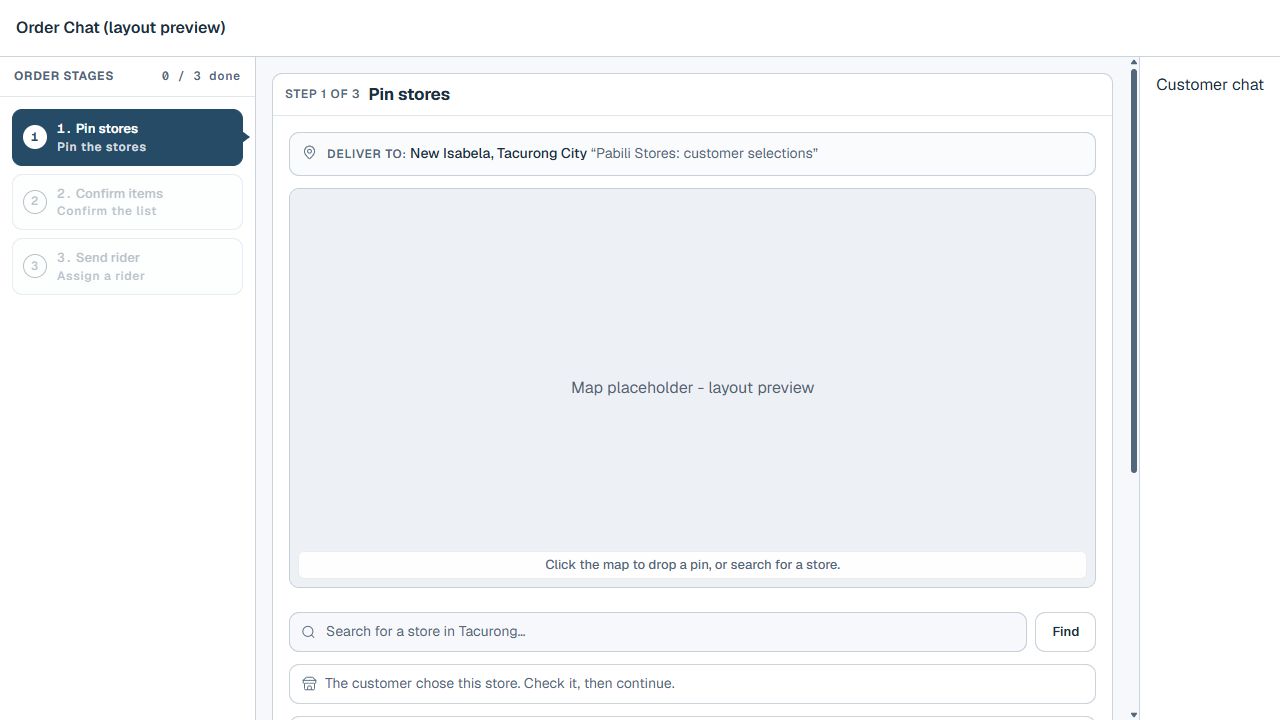 Order Chat (layout preview)
ORDER STAGES 0 / 3 done
1 1. Pin stores
Pin the stores
2 2. Confirm items
Confirm the list
3 3. Send rider
Assign a rider
STEP 1 OF 3 Pin stores
DELIVER TO: New Isabela, Tacurong City “Pabili Stores: customer selections”
Map placeholder - layout preview
Click the map to drop a pin, or search for a store.
Search for a store in Tacurong… Find
The customer chose this store. Check it, then continue.
Customer chat